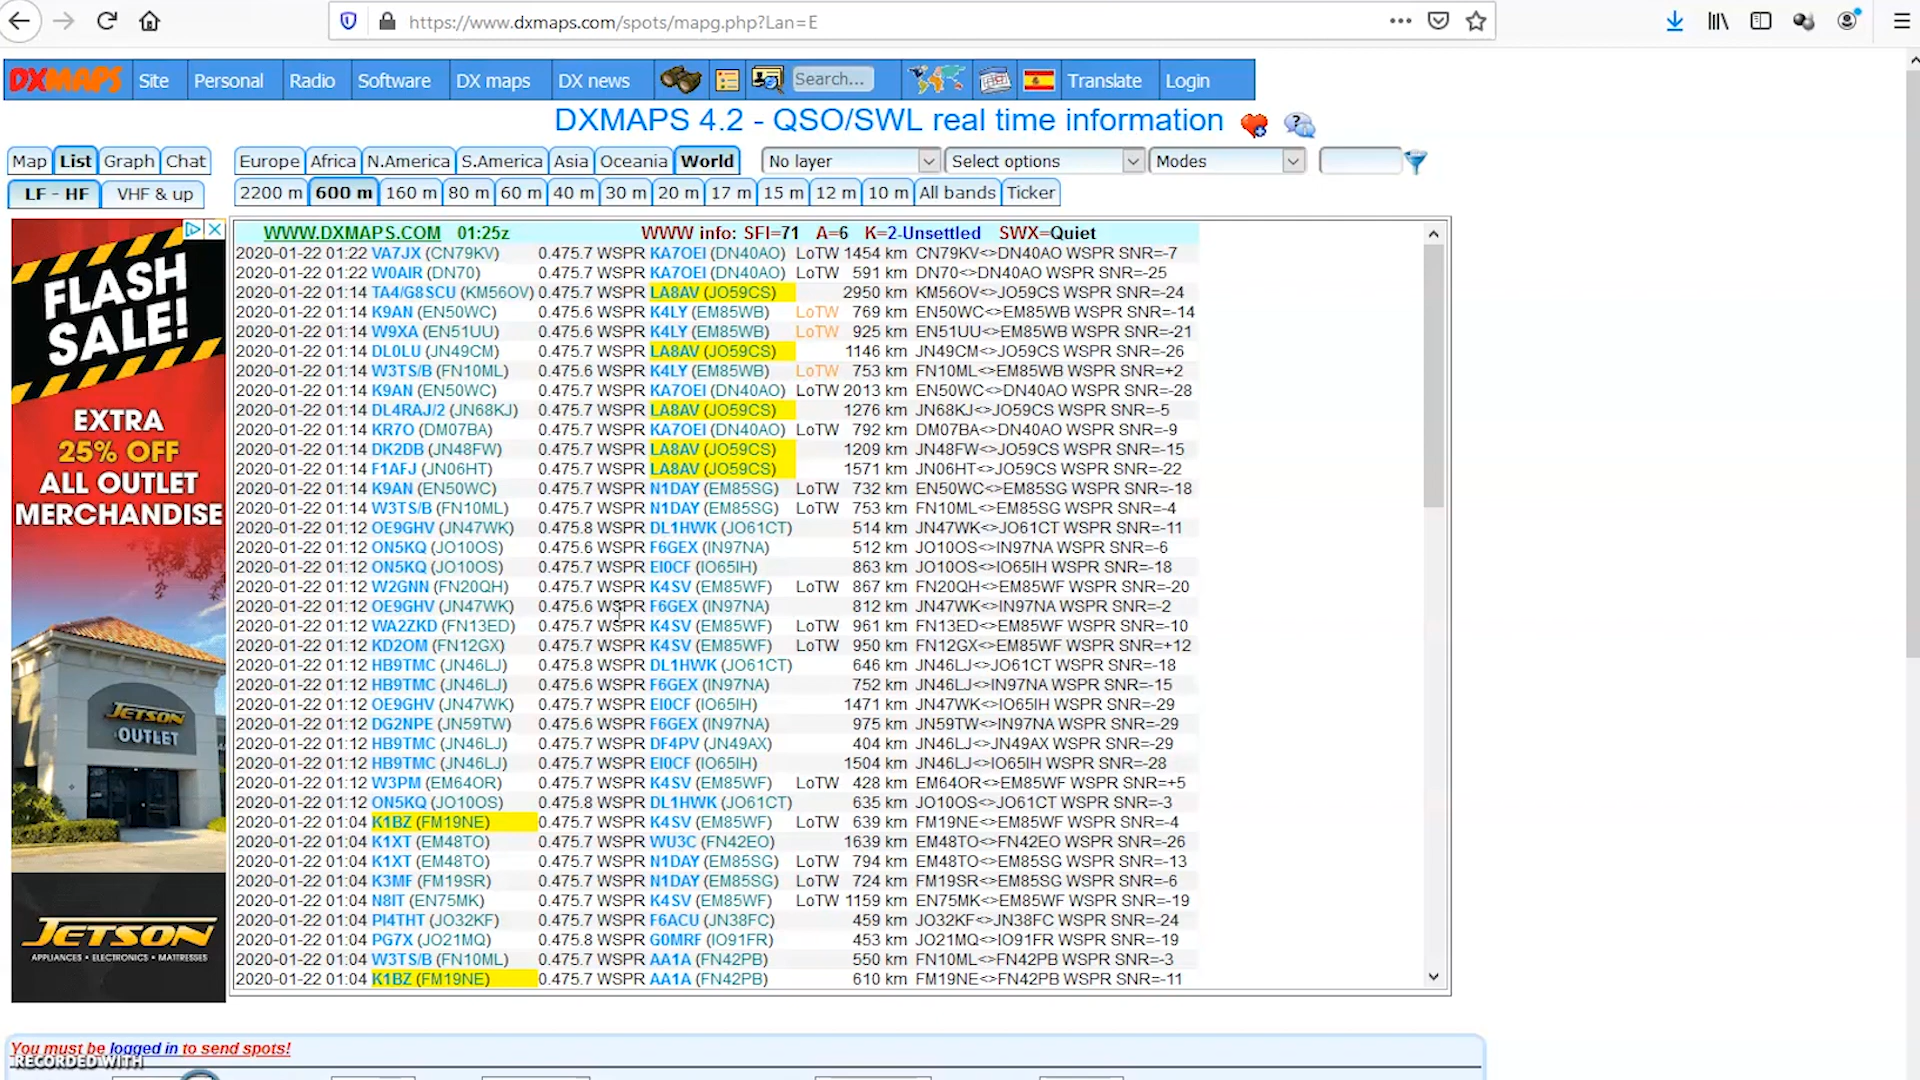 https://www.dxmaps.com/spots/mapg.php?Lan=E
DXMAPS Site Personal Radio Software DX maps DX news Search... Translate Login
DXMAPS 4.2 - QSO/SWL real time information
Map List Graph Chat Europe Africa N.America S.America Asia Oceania World No layer Select options Modes
LF - HF VHF & up 2200 m 600 m 160 m 80 m 60 m 40 m 30 m 20 m 17 m 15 m 12 m 10 m All bands Ticker
WWW.DXMAPS.COM 01:25z WWW info: SFI=71 A=6 K=2-Unsettled SWX=Quiet
2020-01-22 01:22 VA7JX (CN79KV) 0.475.7 WSPR KA7OEI (DN40AO) LoTW 1454 km CN79KV<>DN40AO WSPR SNR=-7
2020-01-22 01:22 W0AIR (DN70) 0.475.7 WSPR KA7OEI (DN40AO) LoTW 591 km DN70<>DN40AO WSPR SNR=-25
2020-01-22 01:14 TA4/G8SCU (KM56OV) 0.475.7 WSPR LA8AV (JO59CS) 2950 km KM56OV<>JO59CS WSPR SNR=-24
2020-01-22 01:14 K9AN (EN50WC) 0.475.6 WSPR K4LY (EM85WB) LoTW 769 km EN50WC<>EM85WB WSPR SNR=-14
2020-01-22 01:14 W9XA (EN51UU) 0.475.6 WSPR K4LY (EM85WB) LoTW 925 km EN51UU<>EM85WB WSPR SNR=-21
2020-01-22 01:14 DL0LU (JN49CM) 0.475.7 WSPR LA8AV (JO59CS) 1146 km JN49CM<>JO59CS WSPR SNR=-26
2020-01-22 01:14 W3TS/B (FN10ML) 0.475.7 WSPR K4LY (EM85WB) LoTW 753 km FN10ML<>EM85WB WSPR SNR=+2
2020-01-22 01:14 K9AN (EN50WC) 0.475.7 WSPR KA7OEI (DN40AO) LoTW 2013 km EN50WC<>DN40AO WSPR SNR=-28
2020-01-22 01:14 DL4RAJ/2 (JN68KJ) 0.475.7 WSPR LA8AV (JO59CS) 1276 km JN68KJ<>JO59CS WSPR SNR=-5
2020-01-22 01:14 KR7O (DM07BA) 0.475.7 WSPR KA7OEI (DN40AO) LoTW 792 km DM07BA<>DN40AO WSPR SNR=-9
2020-01-22 01:14 DK2DB (JN48FW) 0.475.7 WSPR LA8AV (JO59CS) 1209 km JN48FW<>JO59CS WSPR SNR=-15
2020-01-22 01:14 F1AFJ (JN06HT) 0.475.7 WSPR LA8AV (JO59CS) 1571 km JN06HT<>JO59CS WSPR SNR=-22
2020-01-22 01:14 K9AN (EN50WC) 0.475.7 WSPR N1DAY (EM85SG) LoTW 732 km EN50WC<>EM85SG WSPR SNR=-18
2020-01-22 01:14 W3TS/B (FN10ML) 0.475.7 WSPR N1DAY (EM85SG) LoTW 753 km FN10ML<>EM85SG WSPR SNR=-4
2020-01-22 01:12 OE9GHV (JN47WK) 0.475.8 WSPR DL1HWK (JO61CT) 514 km JN47WK<>JO61CT WSPR SNR=-11
2020-01-22 01:12 ON5KQ (JO10OS) 0.475.6 WSPR F6GEX (IN97NA) 512 km JO10OS<>IN97NA WSPR SNR=-6
2020-01-22 01:12 ON5KQ (JO10OS) 0.475.7 WSPR EI0CF (IO65IH) 863 km JO10OS<>IO65IH WSPR SNR=-18
2020-01-22 01:12 W2GNN (FN20QH) 0.475.7 WSPR K4SV (EM85WF) LoTW 867 km FN20QH<>EM85WF WSPR SNR=-20
2020-01-22 01:12 OE9GHV (JN47WK) 0.475.6 WSPR F6GEX (IN97NA) 812 km JN47WK<>IN97NA WSPR SNR=-2
2020-01-22 01:12 WA2ZKD (FN13ED) 0.475.7 WSPR K4SV (EM85WF) LoTW 961 km FN13ED<>EM85WF WSPR SNR=-10
2020-01-22 01:12 KD2OM (FN12GX) 0.475.7 WSPR K4SV (EM85WF) LoTW 950 km FN12GX<>EM85WF WSPR SNR=+12
2020-01-22 01:12 HB9TMC (JN46LJ) 0.475.8 WSPR DL1HWK (JO61CT) 646 km JN46LJ<>JO61CT WSPR SNR=-18
2020-01-22 01:12 HB9TMC (JN46LJ) 0.475.6 WSPR F6GEX (IN97NA) 752 km JN46LJ<>IN97NA WSPR SNR=-15
2020-01-22 01:12 OE9GHV (JN47WK) 0.475.7 WSPR EI0CF (IO65IH) 1471 km JN47WK<>IO65IH WSPR SNR=-29
2020-01-22 01:12 DG2NPE (JN59TW) 0.475.6 WSPR F6GEX (IN97NA) 975 km JN59TW<>IN97NA WSPR SNR=-29
2020-01-22 01:12 HB9TMC (JN46LJ) 0.475.7 WSPR DF4PV (JN49AX) 404 km JN46LJ<>JN49AX WSPR SNR=-29
2020-01-22 01:12 HB9TMC (JN46LJ) 0.475.7 WSPR EI0CF (IO65IH) 1504 km JN46LJ<>IO65IH WSPR SNR=-28
2020-01-22 01:12 W3PM (EM64OR) 0.475.7 WSPR K4SV (EM85WF) LoTW 428 km EM64OR<>EM85WF WSPR SNR=+5
2020-01-22 01:12 ON5KQ (JO10OS) 0.475.8 WSPR DL1HWK (JO61CT) 635 km JO10OS<>JO61CT WSPR SNR=-3
2020-01-22 01:04 K1BZ (FM19NE) 0.475.7 WSPR K4SV (EM85WF) LoTW 639 km FM19NE<>EM85WF WSPR SNR=-4
2020-01-22 01:04 K1XT (EM48TO) 0.475.7 WSPR WU3C (FN42EO) 1639 km EM48TO<>FN42EO WSPR SNR=-26
2020-01-22 01:04 K1XT (EM48TO) 0.475.7 WSPR N1DAY (EM85SG) LoTW 794 km EM48TO<>EM85SG WSPR SNR=-13
2020-01-22 01:04 K3MF (FM19SR) 0.475.7 WSPR N1DAY (EM85SG) LoTW 724 km FM19SR<>EM85SG WSPR SNR=-6
2020-01-22 01:04 N8IT (EN75MK) 0.475.7 WSPR K4SV (EM85WF) LoTW 1159 km EN75MK<>EM85WF WSPR SNR=-19
2020-01-22 01:04 PI4THT (JO32KF) 0.475.7 WSPR F6ACU (JN38FC) 459 km JO32KF<>JN38FC WSPR SNR=-24
2020-01-22 01:04 PG7X (JO21MQ) 0.475.8 WSPR G0MRF (IO91FR) 453 km JO21MQ<>IO91FR WSPR SNR=-19
2020-01-22 01:04 W3TS/B (FN10ML) 0.475.7 WSPR AA1A (FN42PB) 550 km FN10ML<>FN42PB WSPR SNR=-3
2020-01-22 01:04 K1BZ (FM19NE) 0.475.7 WSPR AA1A (FN42PB) 610 km FM19NE<>FN42PB WSPR SNR=-11
FLASH
SALE!
EXTRA
25% OFF
ALL OUTLET
MERCHANDISE
JETSON
OUTLET
JETSON
APPLIANCES • ELECTRONICS • MATTRESSES
You must be logged in to send spots!
RECORDED WITH